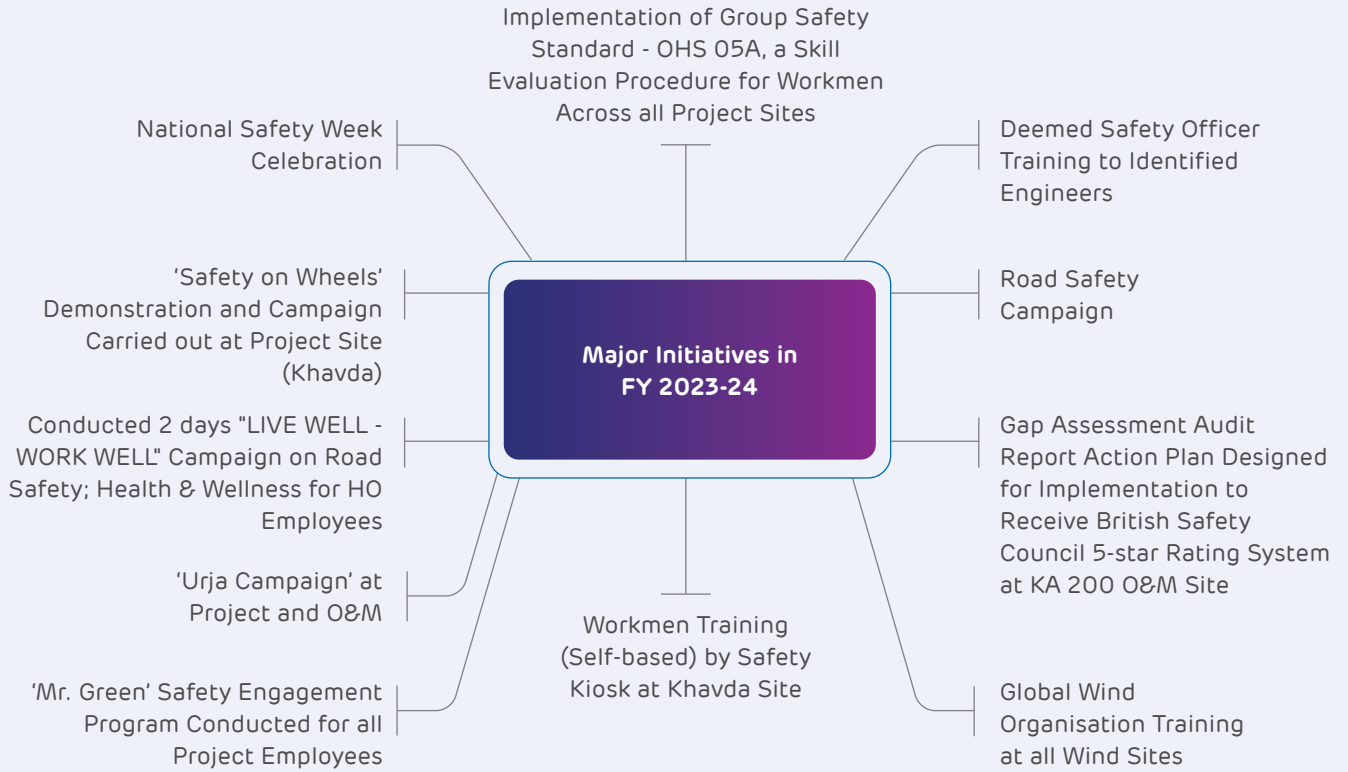 Implementation of Group Safety
Standard - OHS 05A, a Skill
Evaluation Procedure for Workmen
Across all Project Sites
National Safety Week
Celebration
Deemed Safety Officer
Training to Identified
Engineers
‘Safety on Wheels’
Demonstration and Campaign
Carried out at Project Site
(Khavda)
Road Safety
Campaign
Major Initiatives in
FY 2023-24
Conducted 2 days "LIVE WELL -
WORK WELL" Campaign on Road
Safety; Health & Wellness for HO
Employees
Gap Assessment Audit
Report Action Plan Designed
for Implementation to
Receive British Safety
Council 5-star Rating System
at KA 200 O&M Site
‘Urja Campaign’ at
Project and O&M
Workmen Training
(Self-based) by Safety
Kiosk at Khavda Site
‘Mr. Green’ Safety Engagement
Program Conducted for all
Project Employees
Global Wind
Organisation Training
at all Wind Sites